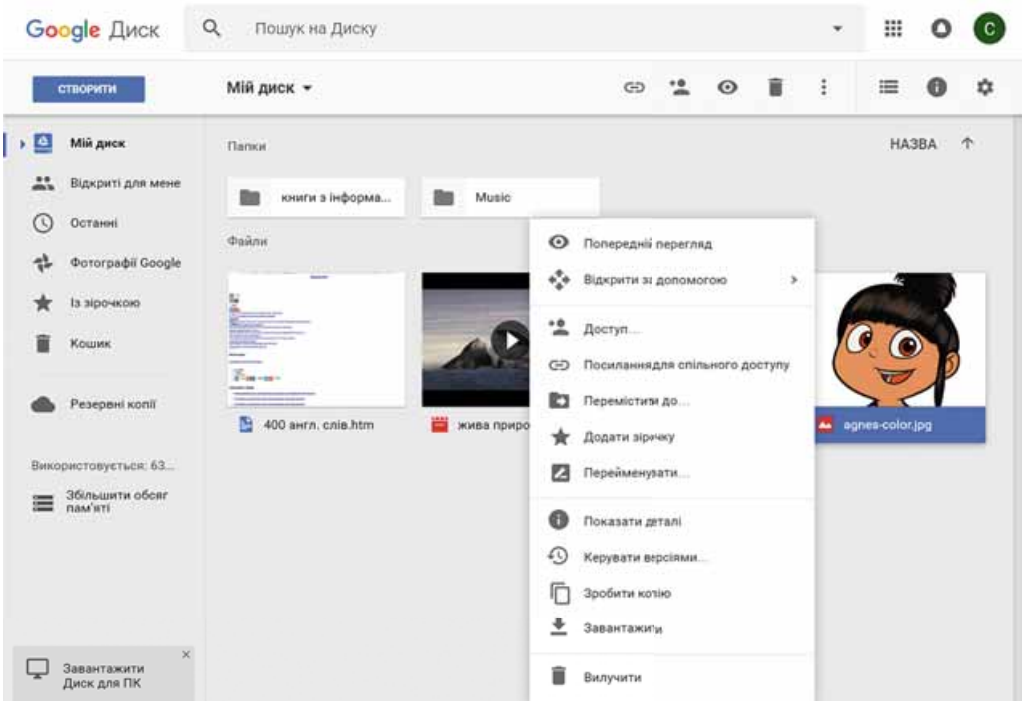 Google Диск
Пошук на Диску
C
СТВОРИТИ
Мій диск
Мій диск
Відкриті для мене
Останні
Фотографії Google
Із зірочкою
Кошик
Резервні копії
Використовується: 63...
Збільшити обсяг
пам'яті
Завантажити
Диск для ПК
Папки
НАЗВА
книги з інформа...
Music
Файли
400 англ. слів.htm
жива приро
agnes-color.jpg
Попередній перегляд
Відкрити зі допомогою
Доступ...
Посиланнядля спільного доступу
Перемістити до...
Додати зірочку
Перейменувати...
Показати деталі
Керувати версіями...
Зробити копію
Завантажити
Вилучити